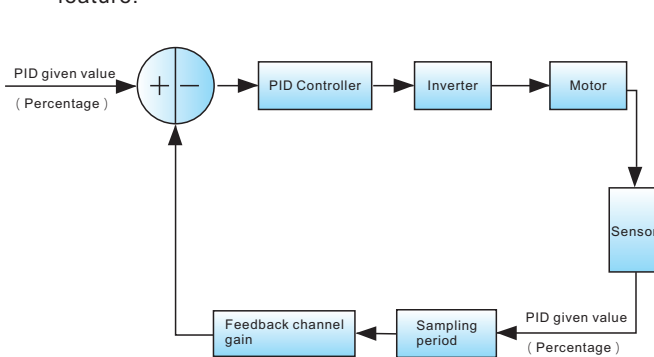 feature.
PID given value
( Percentage )
+ −
PID Controller
Inverter
Motor
Sensor
PID given value
( Percentage )
Sampling
period
Feedback channel
gain